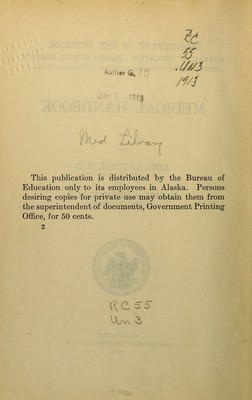 RC
55
.UN3
1913
Author G. (?)
1913
Med Library
This publication is distributed by the Bureau of
Education only to its employees in Alaska. Persons
desiring copies for private use may obtain them from
the superintendent of documents, Government Printing
Office, for 50 cents.
2
RC 55
Un 3